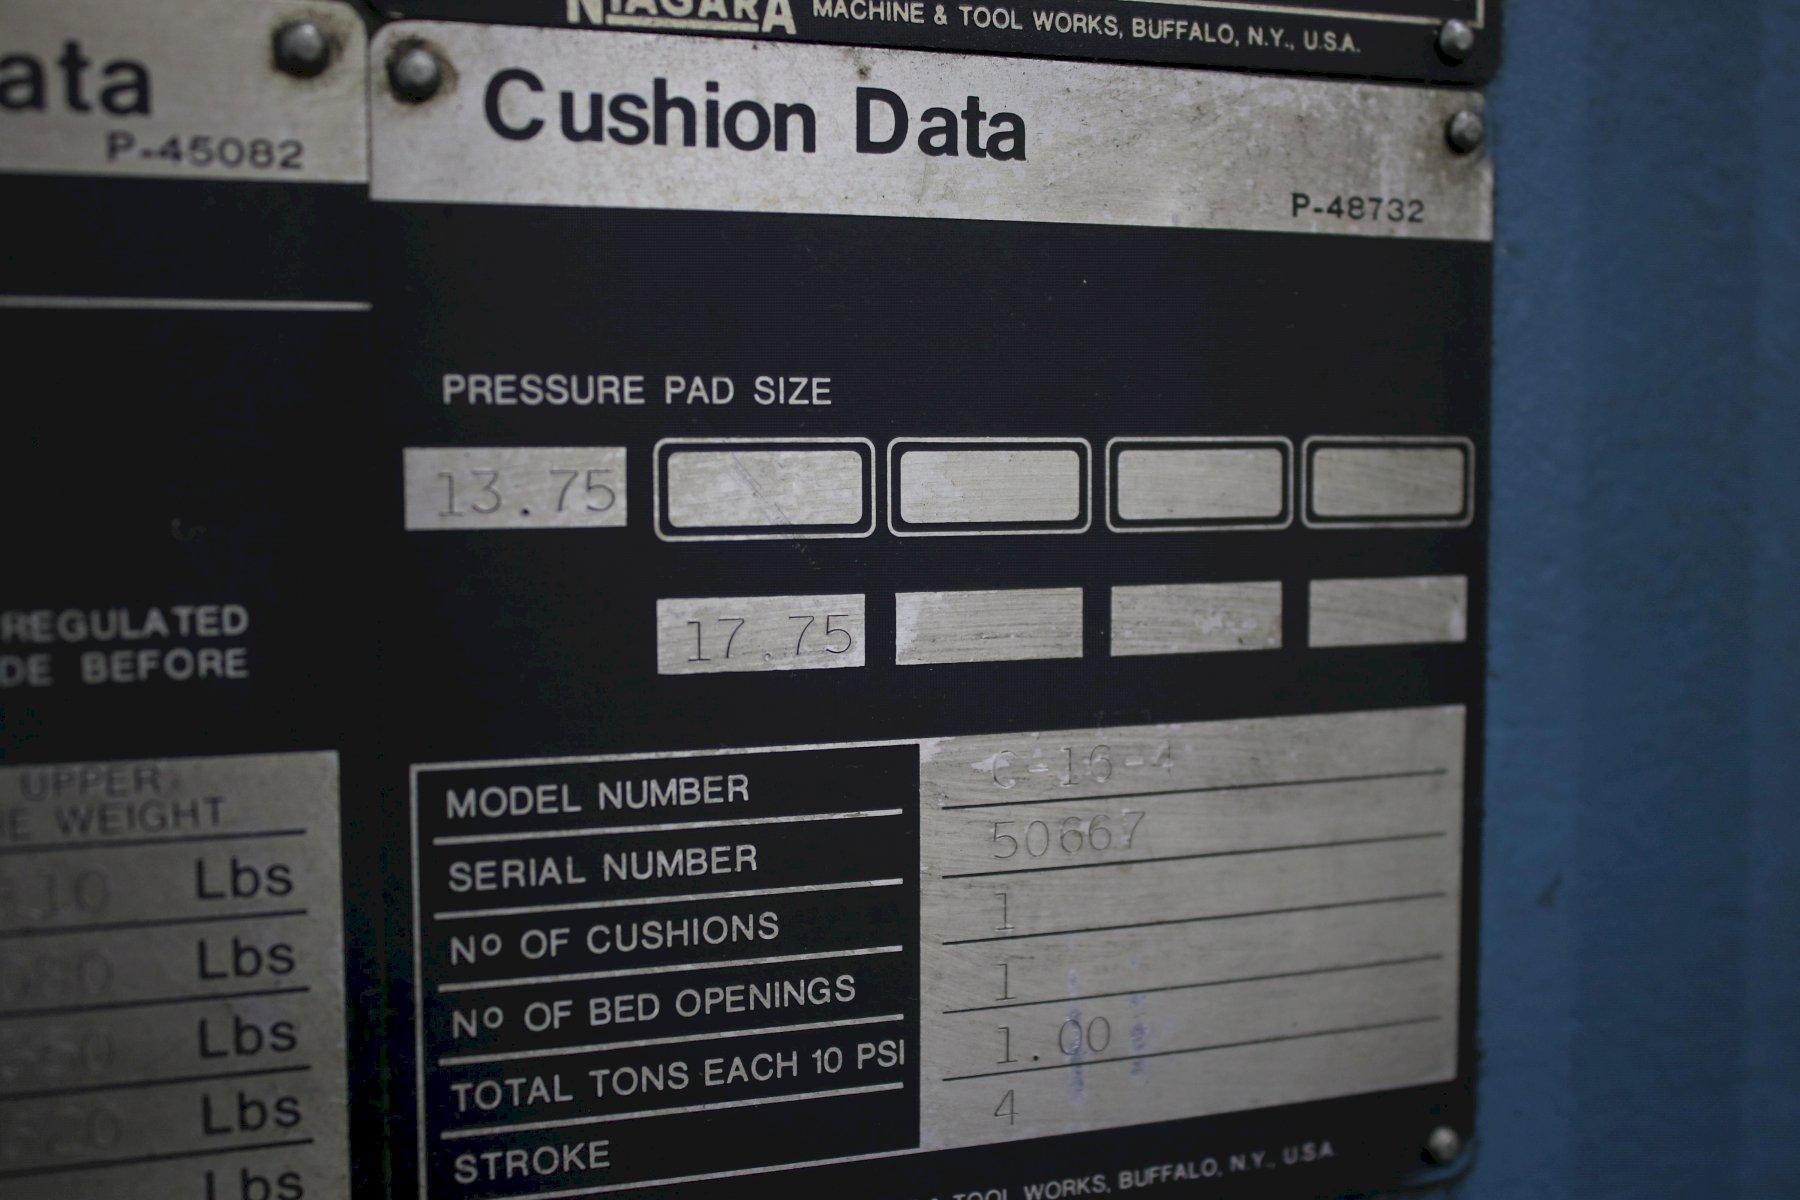 NIAGARA MACHINE & TOOL WORKS, BUFFALO, N.Y., U.S.A.
ata
P-45082
REGULATED
DE BEFORE
UPPER
E WEIGHT
Lbs
Lbs
Lbs
Lbs
Lbs
Cushion Data
P-48732
PRESSURE PAD SIZE
13.75
17.75
MODEL NUMBER C-16-4
SERIAL NUMBER 50667
Nº OF CUSHIONS 1
Nº OF BED OPENINGS 1
TOTAL TONS EACH 10 PSI 1.00
STROKE 4
& TOOL WORKS, BUFFALO, N.Y., U.S.A.